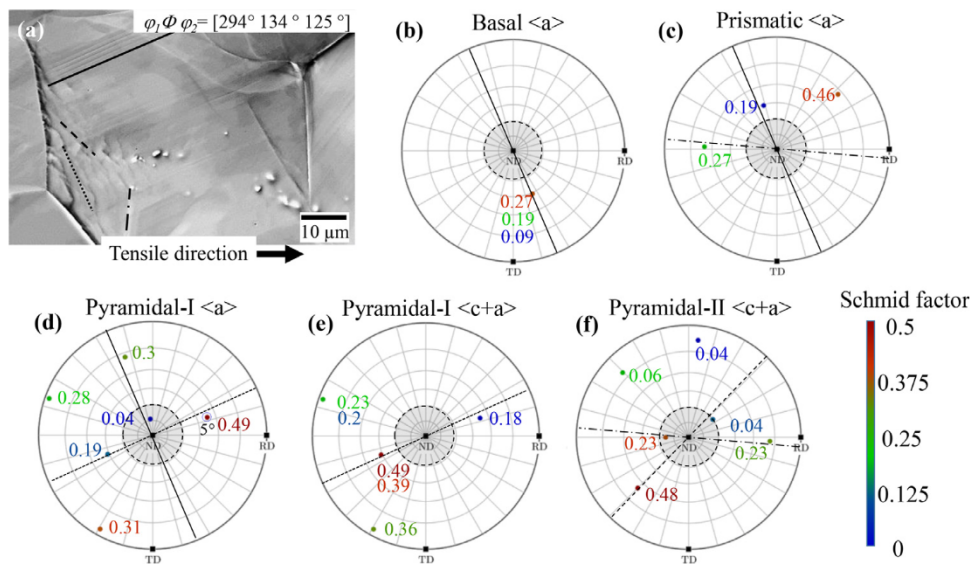 (a)
φ₁Φ φ₂= [294° 134 ° 125 °]
10 μm
Tensile direction
(b)
Basal <a>
ND
RD
0.27
0.19
0.09
TD
(c)
Prismatic <a>
0.46
0.19
0.27
ND
RD
TD
(d)
Pyramidal-I <a>
0.3
0.28
0.04
0.49
5°
ND
RD
0.19
0.31
TD
(e)
Pyramidal-I <c+a>
0.23
0.2
0.18
ND
RD
0.49
0.39
0.36
TD
(f)
Pyramidal-II <c+a>
0.04
0.06
0.04
0.23
ND
0.23
RD
0.48
TD
Schmid factor
0.5
0.375
0.25
0.125
0